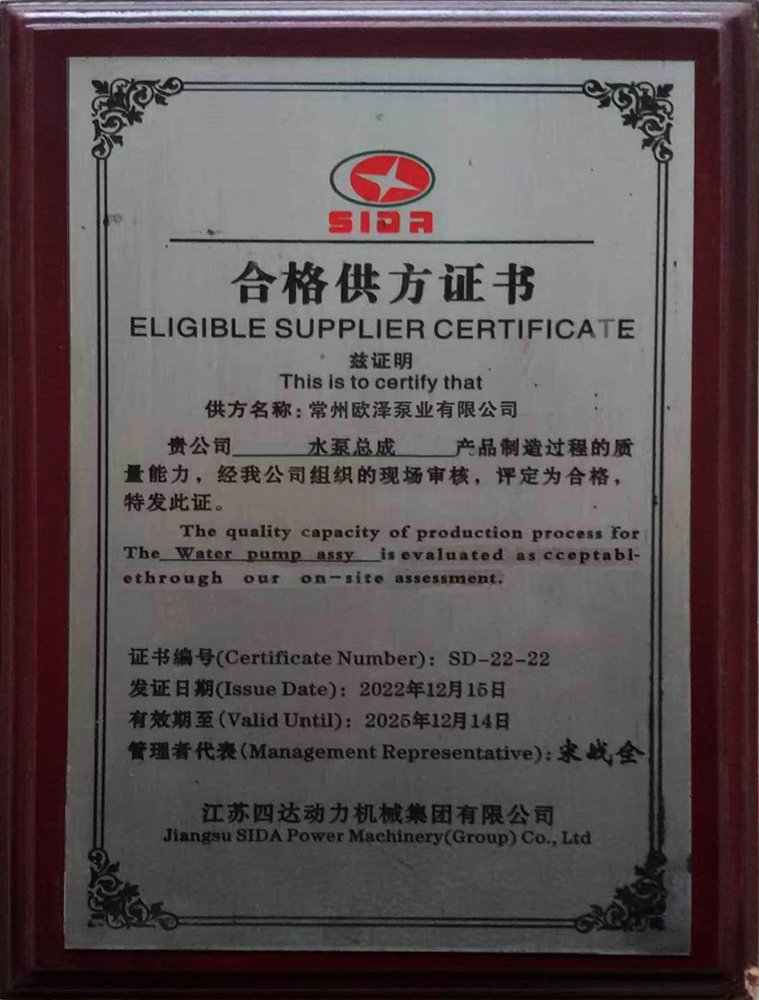 SIDA
合格供方证书
ELIGIBLE SUPPLIER CERTIFICATE
兹证明
This is to certify that
供方名称：常州欧泽泵业有限公司
贵公司 水泵总成 产品制造过程的质
量能力，经我公司组织的现场审核，评定为合格，
特发此证。
The quality capacity of production process For
The Water pump assy is evaluated as cceptabl-
ethrough our on-site assessment.
证书编号(Certificate Number)：SD-22-22
发证日期(Issue Date)：2022年12月15日
有效期至(Valid Until)：2025年12月14日
管理者代表(Management Representative)：宋战全
江苏四达动力机械集团有限公司
Jiangsu SIDA Power Machinery(Group) Co., Ltd